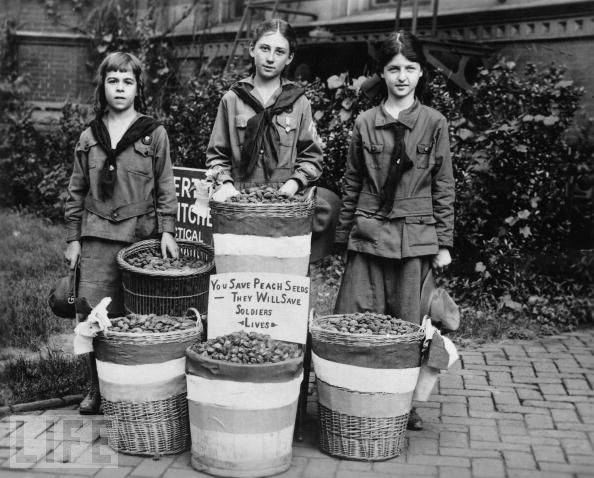 You Save Peach Seeds
— They Will Save
Soldiers
Lives
LIFE